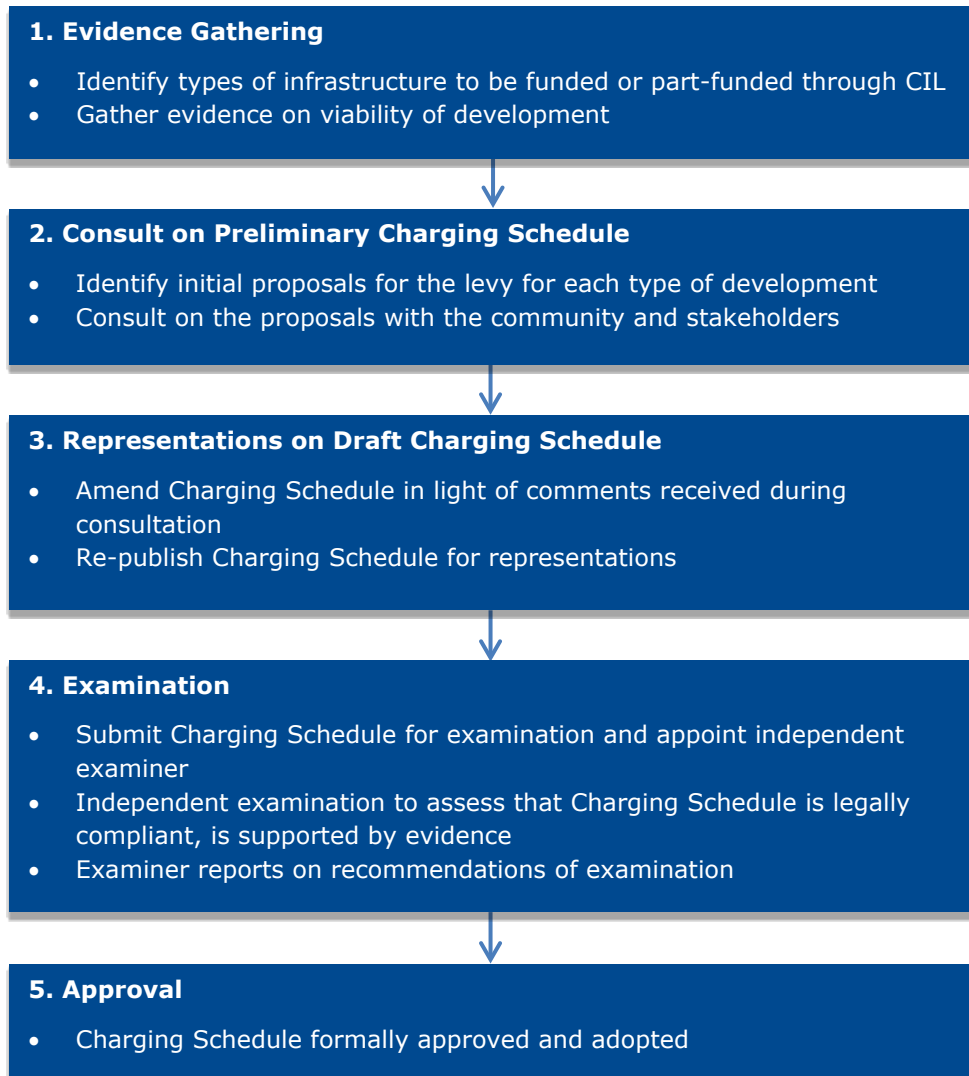 1. Evidence Gathering
• Identify types of infrastructure to be funded or part-funded through CIL
• Gather evidence on viability of development
2. Consult on Preliminary Charging Schedule
• Identify initial proposals for the levy for each type of development
• Consult on the proposals with the community and stakeholders
3. Representations on Draft Charging Schedule
• Amend Charging Schedule in light of comments received during
consultation
• Re-publish Charging Schedule for representations
4. Examination
• Submit Charging Schedule for examination and appoint independent
examiner
• Independent examination to assess that Charging Schedule is legally
compliant, is supported by evidence
• Examiner reports on recommendations of examination
5. Approval
• Charging Schedule formally approved and adopted